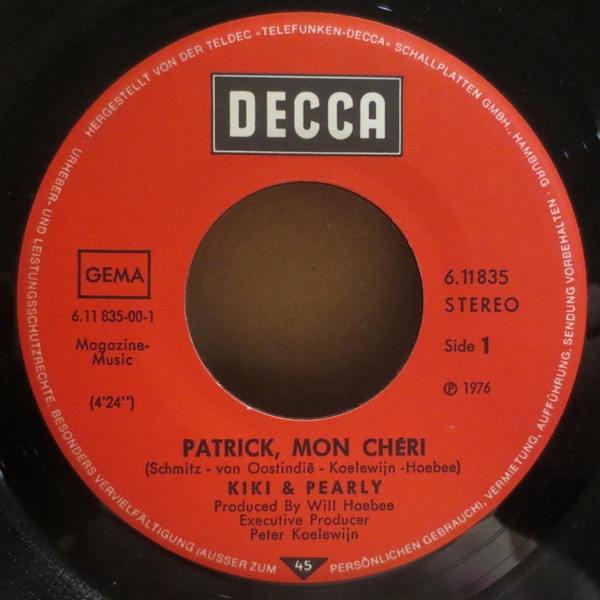 · HERGESTELLT VON DER TELDEC »TELEFUNKEN-DECCA« SCHALLPLATTEN GMBH., HAMBURG ·
URHEBER- UND LEISTUNGSSCHUTZRECHTE, BESONDERS VERVIELFÄLTIGUNG (AUSSER ZUM PERSÖNLICHEN GEBRAUCH), VERMIETUNG, AUFFÜHRUNG, SENDUNG VORBEHALTEN ·
DECCA
GEMA
6.11 835-00-1
Magazine-
Music
(4'24'')
6.11835
STEREO
Side 1
℗ 1976
PATRICK, MON CHÉRI
(Schmitz - van Oostindië - Koelewijn -Hoebee)
KIKI & PEARLY
Produced By Will Hoebee
Executive Producer
Peter Koelewijn
45